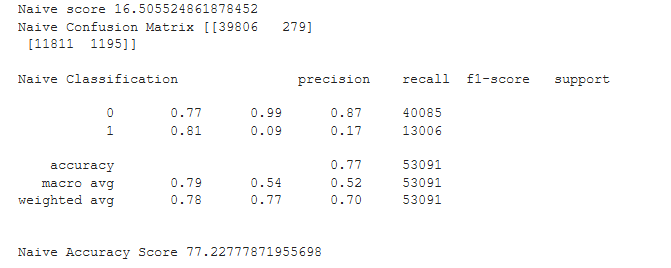 Naive score 16.505524861878452
Naive Confusion Matrix [[39806   279]
 [11811  1195]]
Naive Classification               precision    recall  f1-score   support
           0       0.77      0.99      0.87     40085
           1       0.81      0.09      0.17     13006
    accuracy                           0.77     53091
   macro avg       0.79      0.54      0.52     53091
weighted avg       0.78      0.77      0.70     53091
Naive Accuracy Score 77.22777871955698